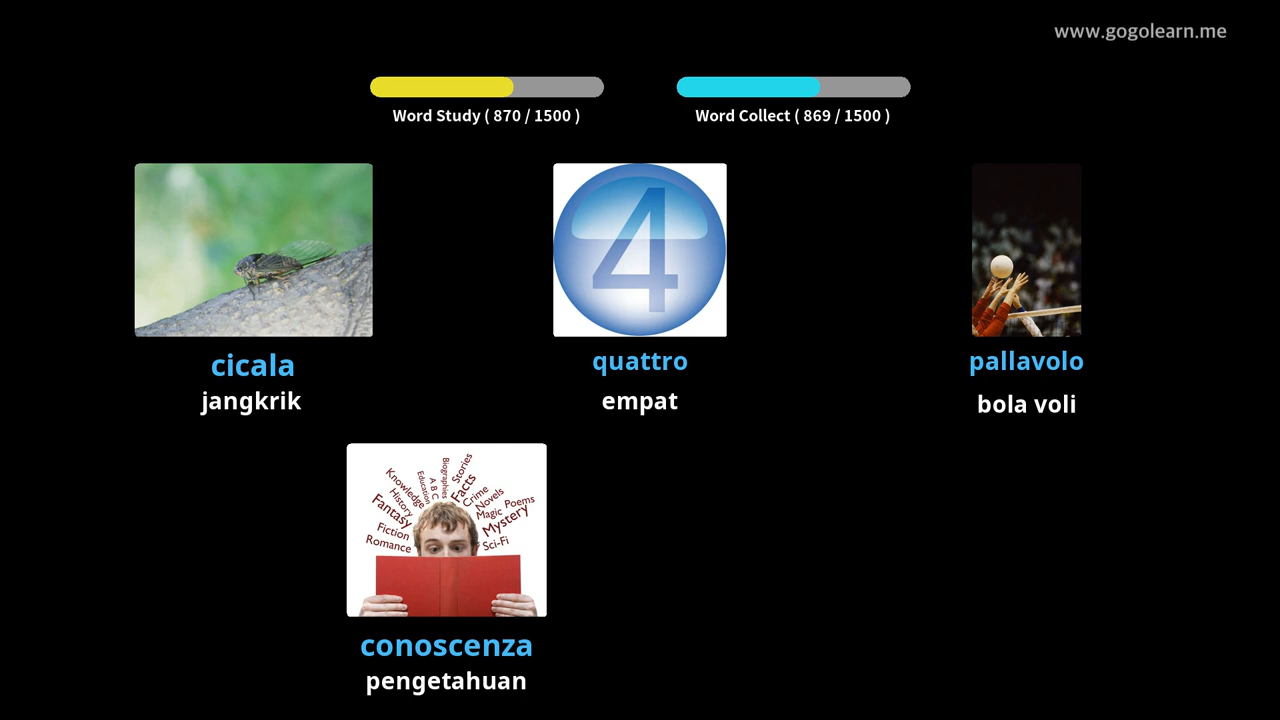 www.gogolearn.me
Word Study ( 870 / 1500 )
Word Collect ( 869 / 1500 )
4
cicala
jangkrik
quattro
empat
pallavolo
bola voli
Knowledge
History
Fantasy
Fiction
Romance
Education
A B C
Biographies
Stories
Facts
Crime
Novels
Magic
Poems
Mystery
Sci-Fi
conoscenza
pengetahuan